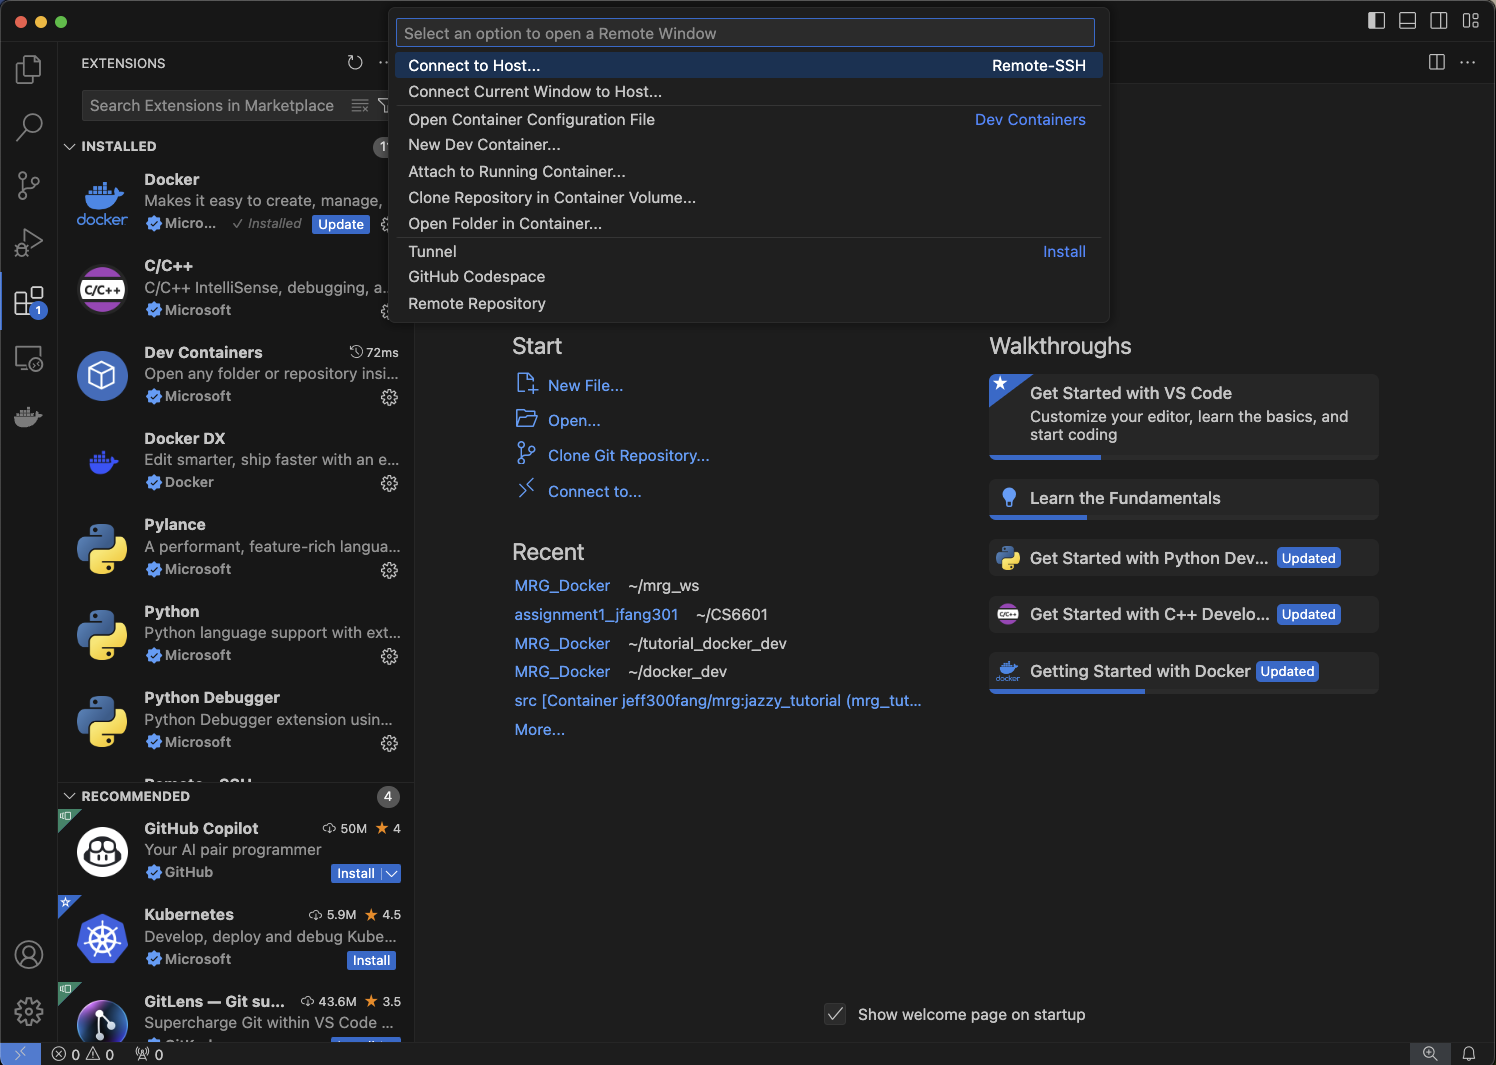 Select an option to open a Remote Window
Connect to Host... Remote-SSH
Connect Current Window to Host...
Open Container Configuration File Dev Containers
New Dev Container...
Attach to Running Container...
Clone Repository in Container Volume...
Open Folder in Container...
Tunnel Install
GitHub Codespace
Remote Repository
EXTENSIONS
Search Extensions in Marketplace
INSTALLED
Docker
Makes it easy to create, manage,
docker
Micro... ✓ Installed Update
C/C++
C/C++
C/C++ IntelliSense, debugging, a...
Microsoft
1
Dev Containers 72ms
Open any folder or repository insi...
Microsoft
Docker DX
Edit smarter, ship faster with an e...
Docker
Pylance
A performant, feature-rich langua...
Microsoft
Python
Python language support with ext...
Microsoft
Python Debugger
Python Debugger extension usin...
Microsoft
Remote - SSH
RECOMMENDED 4
GitHub Copilot 50M ★ 4
Your AI pair programmer
GitHub Install
Kubernetes 5.9M ★ 4.5
Develop, deploy and debug Kube...
Microsoft Install
GitLens — Git su... 43.6M ★ 3.5
Supercharge Git within VS Code ...
Start
New File...
Open...
Clone Git Repository...
Connect to...
Recent
MRG_Docker ~/mrg_ws
assignment1_jfang301 ~/CS6601
MRG_Docker ~/tutorial_docker_dev
MRG_Docker ~/docker_dev
src [Container jeff300fang/mrg:jazzy_tutorial (mrg_tut...
More...
Walkthroughs
Get Started with VS Code
Customize your editor, learn the basics, and
start coding
Learn the Fundamentals
Get Started with Python Dev... Updated
C/C++ Get Started with C++ Develo... Updated
docker Getting Started with Docker Updated
Show welcome page on startup
0 0 0